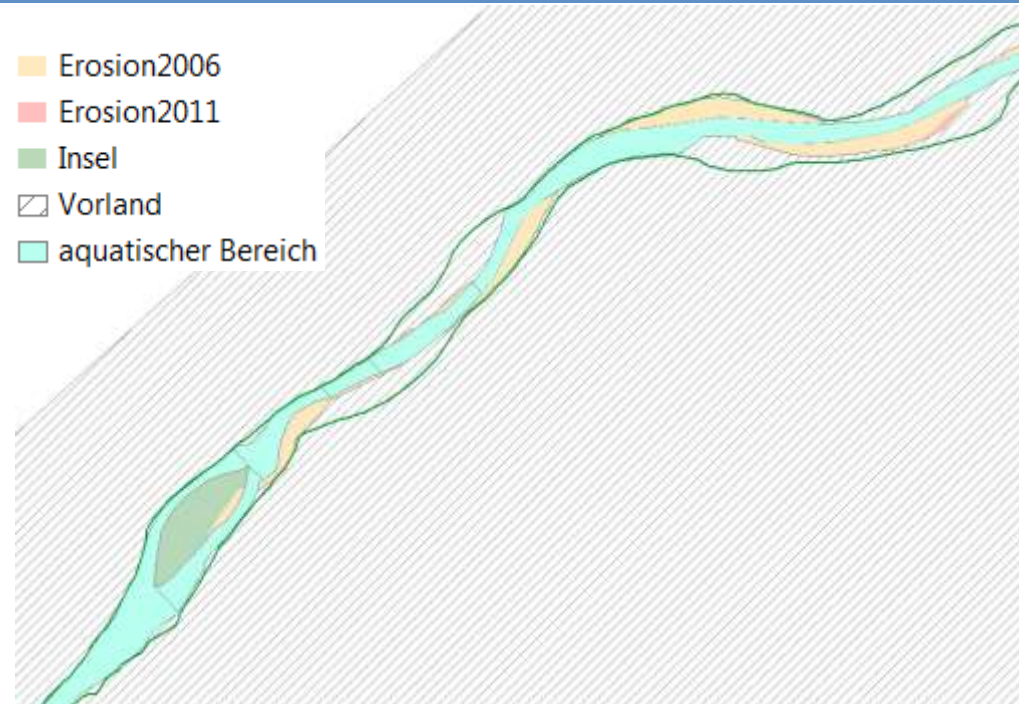 Erosion2006
Erosion2011
Insel
Vorland
aquatischer Bereich